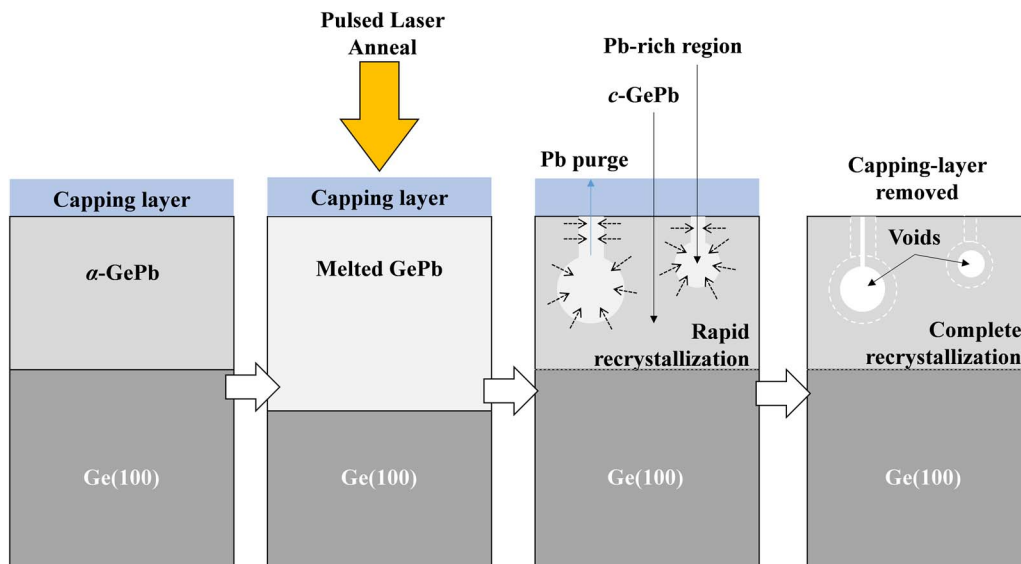 Pulsed Laser
Anneal
Pb-rich region
c-GePb
Pb purge
Capping-layer
removed
Capping layer
Capping layer
Voids
α-GePb
Melted GePb
Rapid
recrystallization
Complete
recrystallization
Ge(100)
Ge(100)
Ge(100)
Ge(100)